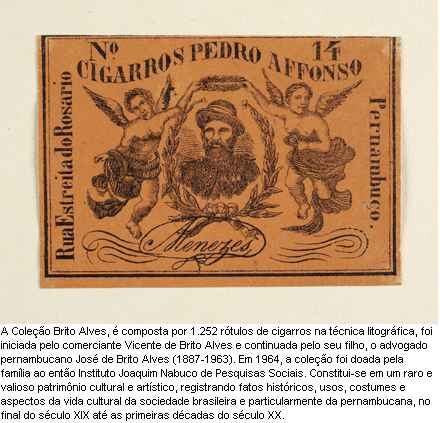 Nº 14
CIGARROS PEDRO AFFONSO
Rua Estreita do Rosario
Pernambuco.
Menezes
A Coleção Brito Alves, é composta por 1.252 rótulos de cigarros na técnica litográfica, foi
iniciada pelo comerciante Vicente de Brito Alves e continuada pelo seu filho, o advogado
pernambucano José de Brito Alves (1887-1963). Em 1964, a coleção foi doada pela
família ao então Instituto Joaquim Nabuco de Pesquisas Sociais. Constitui-se em um raro e
valioso patrimônio cultural e artístico, registrando fatos históricos, usos, costumes e
aspectos da vida cultural da sociedade brasileira e particularmente da pernambucana, no
final do século XIX até as primeiras décadas do século XX.